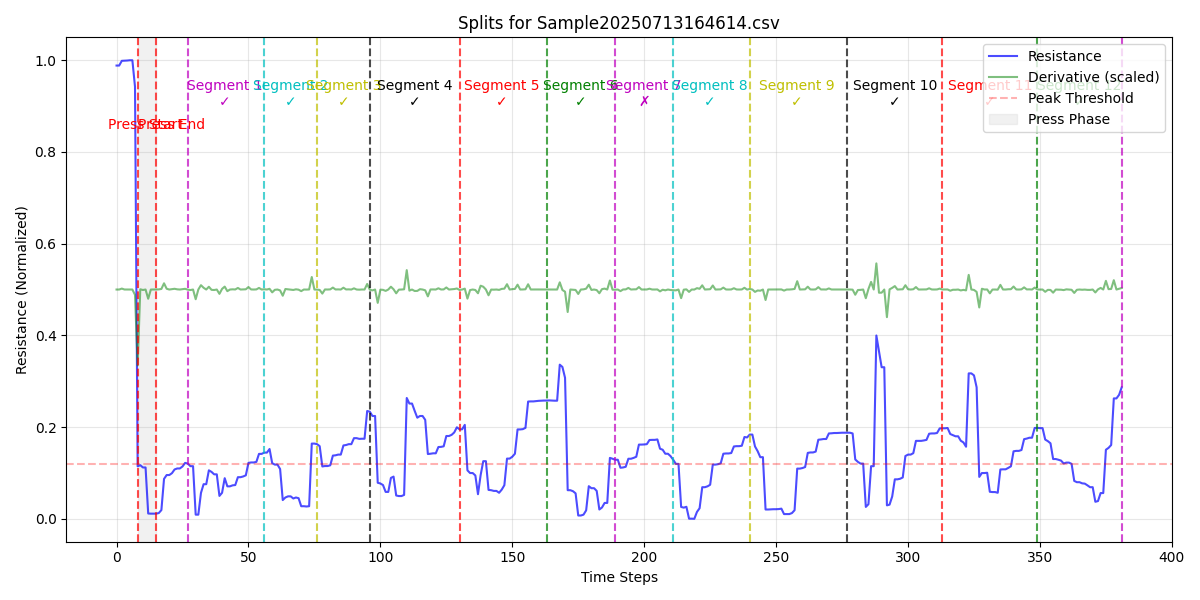 Splits for Sample20250713164614.csv
Resistance (Normalized)
1.0
0.8
0.6
0.4
0.2
0.0
Segment 1
Segment 2
Segment 3
Segment 4
Segment 5
Segment 6
Segment 7
Segment 8
Segment 9
Segment 10
Segment 11
Segment 12
✓ ✓ ✓ ✓ ✓ ✓ ✗ ✓ ✓ ✓ ✓
Press Start
Press End
Resistance
Derivative (scaled)
Peak Threshold
Press Phase
0 50 100 150 200 250 300 350 400
Time Steps